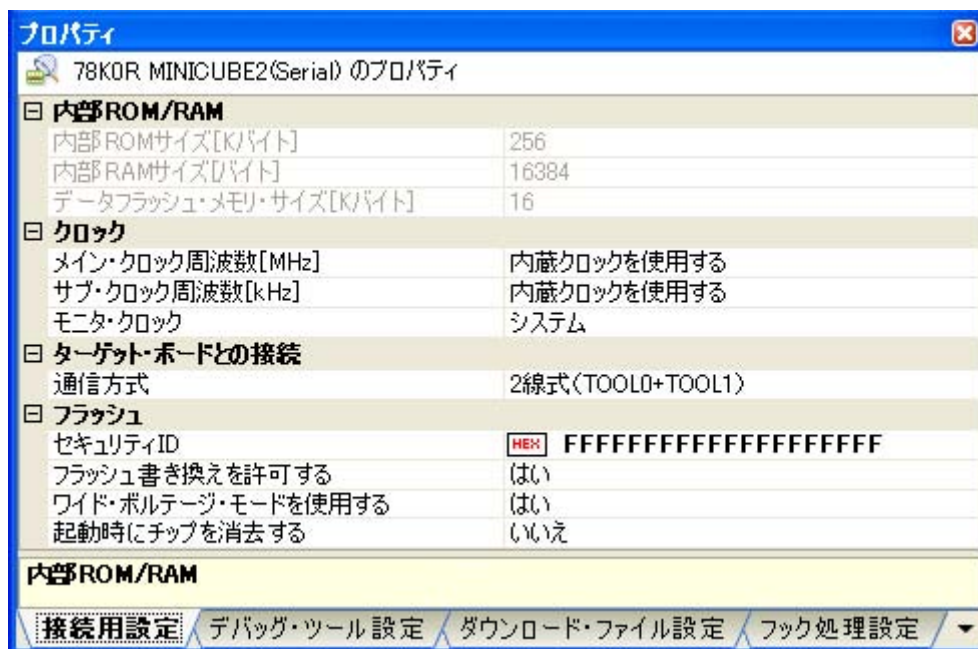 プロパティ
78K0R MINICUBE2(Serial) のプロパティ
内部ROM/RAM
内部ROMサイズ[Kバイト] 256
内部RAMサイズ[バイト] 16384
データフラッシュ・メモリ・サイズ[Kバイト] 16
クロック
メイン・クロック周波数[MHz] 内蔵クロックを使用する
サブ・クロック周波数[kHz] 内蔵クロックを使用する
モニタ・クロック システム
ターゲット・ボードとの接続
通信方式 2線式(TOOL0+TOOL1)
フラッシュ
セキュリティID HEX FFFFFFFFFFFFFFFFFFFF
フラッシュ書き換えを許可する はい
ワイド・ボルテージ・モードを使用する はい
起動時にチップを消去する いいえ
内部ROM/RAM
接続用設定 デバッグ・ツール設定 ダウンロード・ファイル設定 フック処理設定